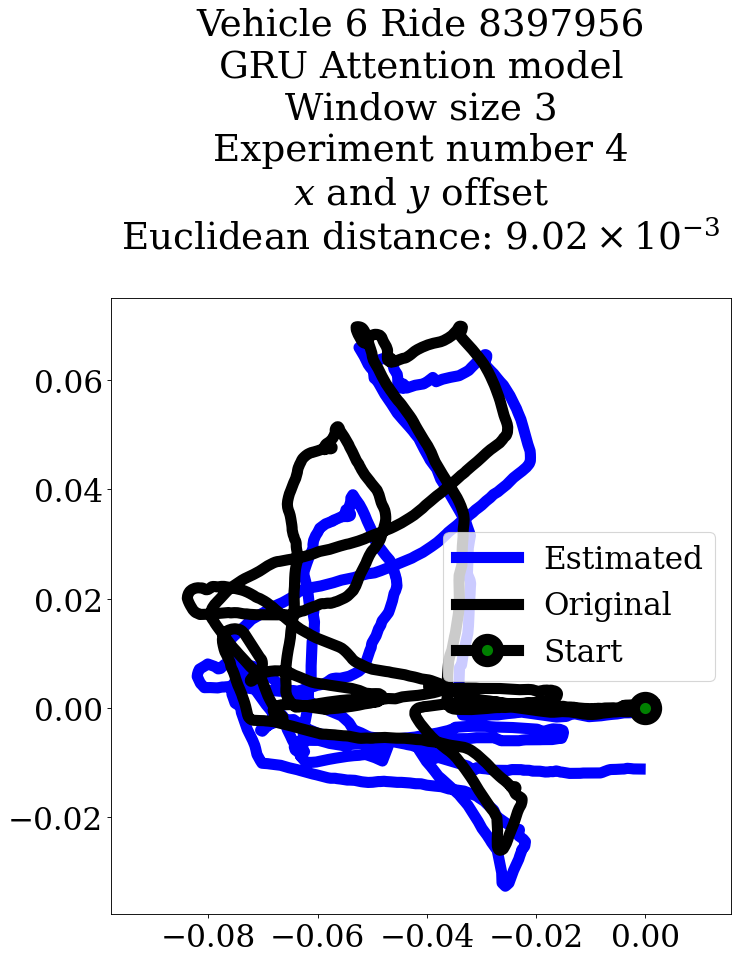 Vehicle 6 Ride 8397956
GRU Attention model
Window size 3
Experiment number 4
x and y offset
Euclidean distance: 9.02 × 10⁻³
0.06
0.04
0.02
0.00
−0.02
Estimated
Original
Start
−0.08 −0.06 −0.04 −0.02 0.00